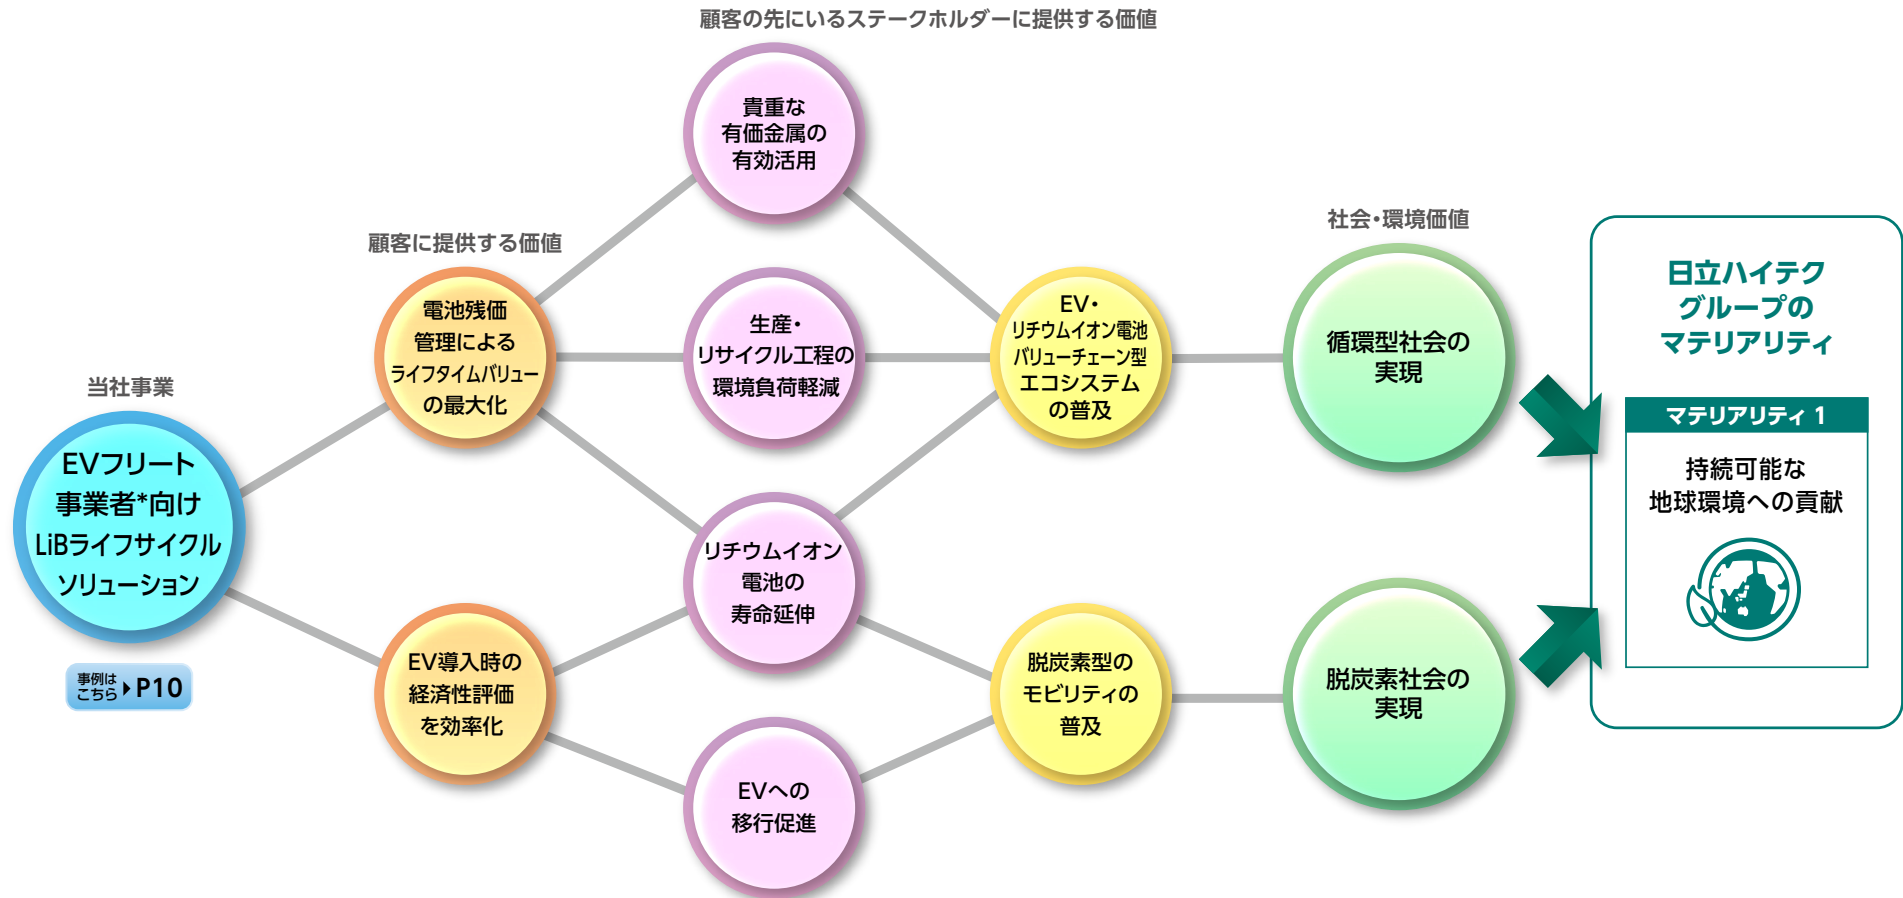 顧客の先にいるステークホルダーに提供する価値
貴重な
有価金属の
有効活用
顧客に提供する価値
電池残価
管理による
ライフタイムバリュー
の最大化
生産・
リサイクル工程の
環境負荷軽減
EV・
リチウムイオン電池
バリューチェーン型
エコシステム
の普及
社会・環境価値
循環型社会の
実現
日立ハイテク
グループの
マテリアリティ
マテリアリティ 1
持続可能な
地球環境への貢献
当社事業
EVフリート
事業者*向け
LiBライフサイクル
ソリューション
事例は
こちら
P10
リチウムイオン
電池の
寿命延伸
EV導入時の
経済性評価
を効率化
脱炭素型の
モビリティの
普及
脱炭素社会の
実現
EVへの
移行促進